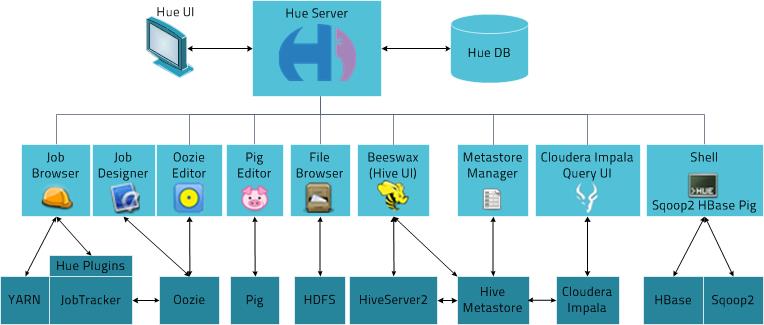 Hue UI
Hue Server
Hue DB
Job
Browser
Job
Designer
Oozie
Editor
Pig
Editor
File
Browser
Beeswax
(Hive UI)
Metastore
Manager
Cloudera Impala
Query UI
Shell
HUE
Sqoop2 HBase Pig
Hue Plugins
YARN
JobTracker
Oozie
Pig
HDFS
HiveServer2
Hive
Metastore
Cloudera
Impala
HBase
Sqoop2